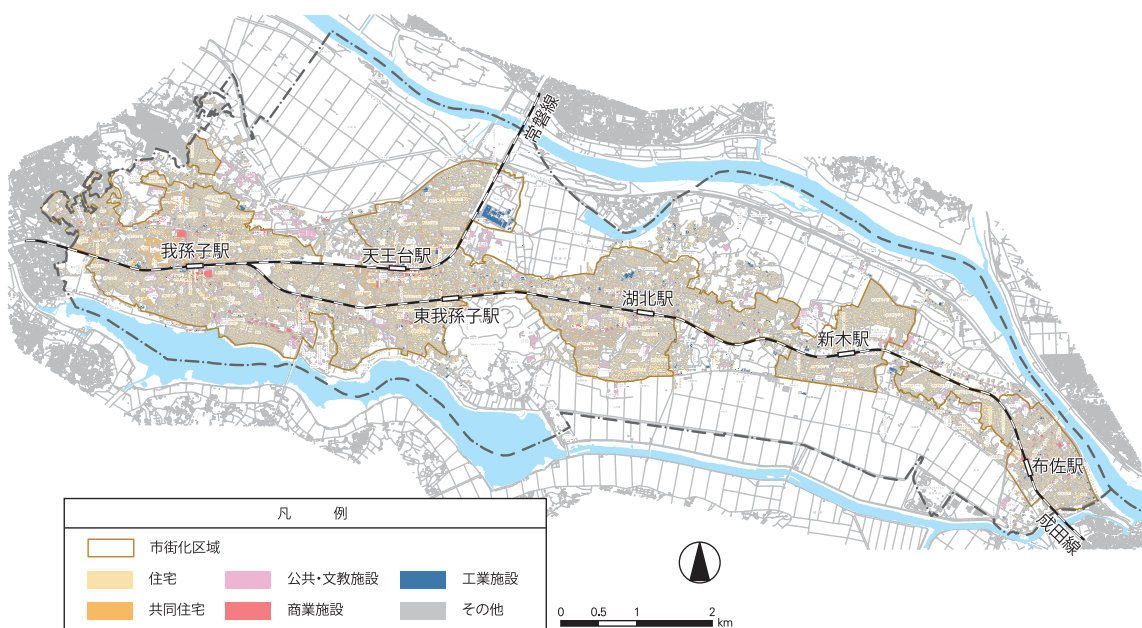 常磐線
我孫子駅
天王台駅
東我孫子駅
湖北駅
新木駅
布佐駅
成田線
凡 例
市街化区域
住宅
公共・文教施設
工業施設
共同住宅
商業施設
その他
0 0.5 1 2
km